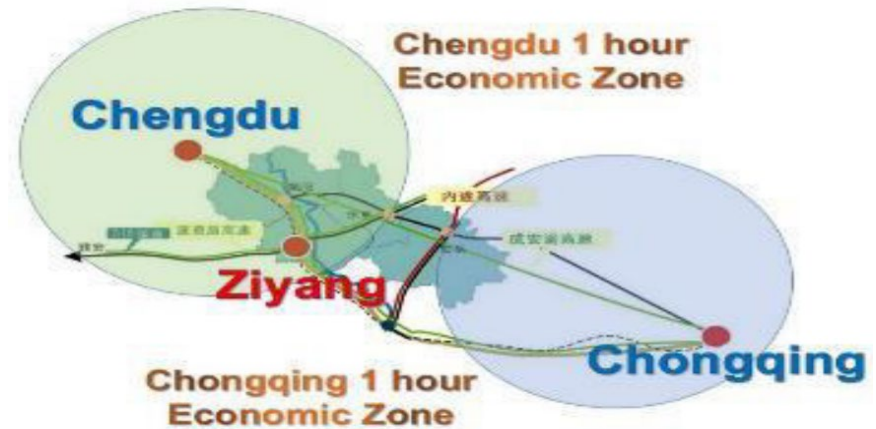 Chengdu 1 hour
Economic Zone
Chengdu
内遂高速
成安渝高速
Ziyang
Chongqing
Chongqing 1 hour
Economic Zone